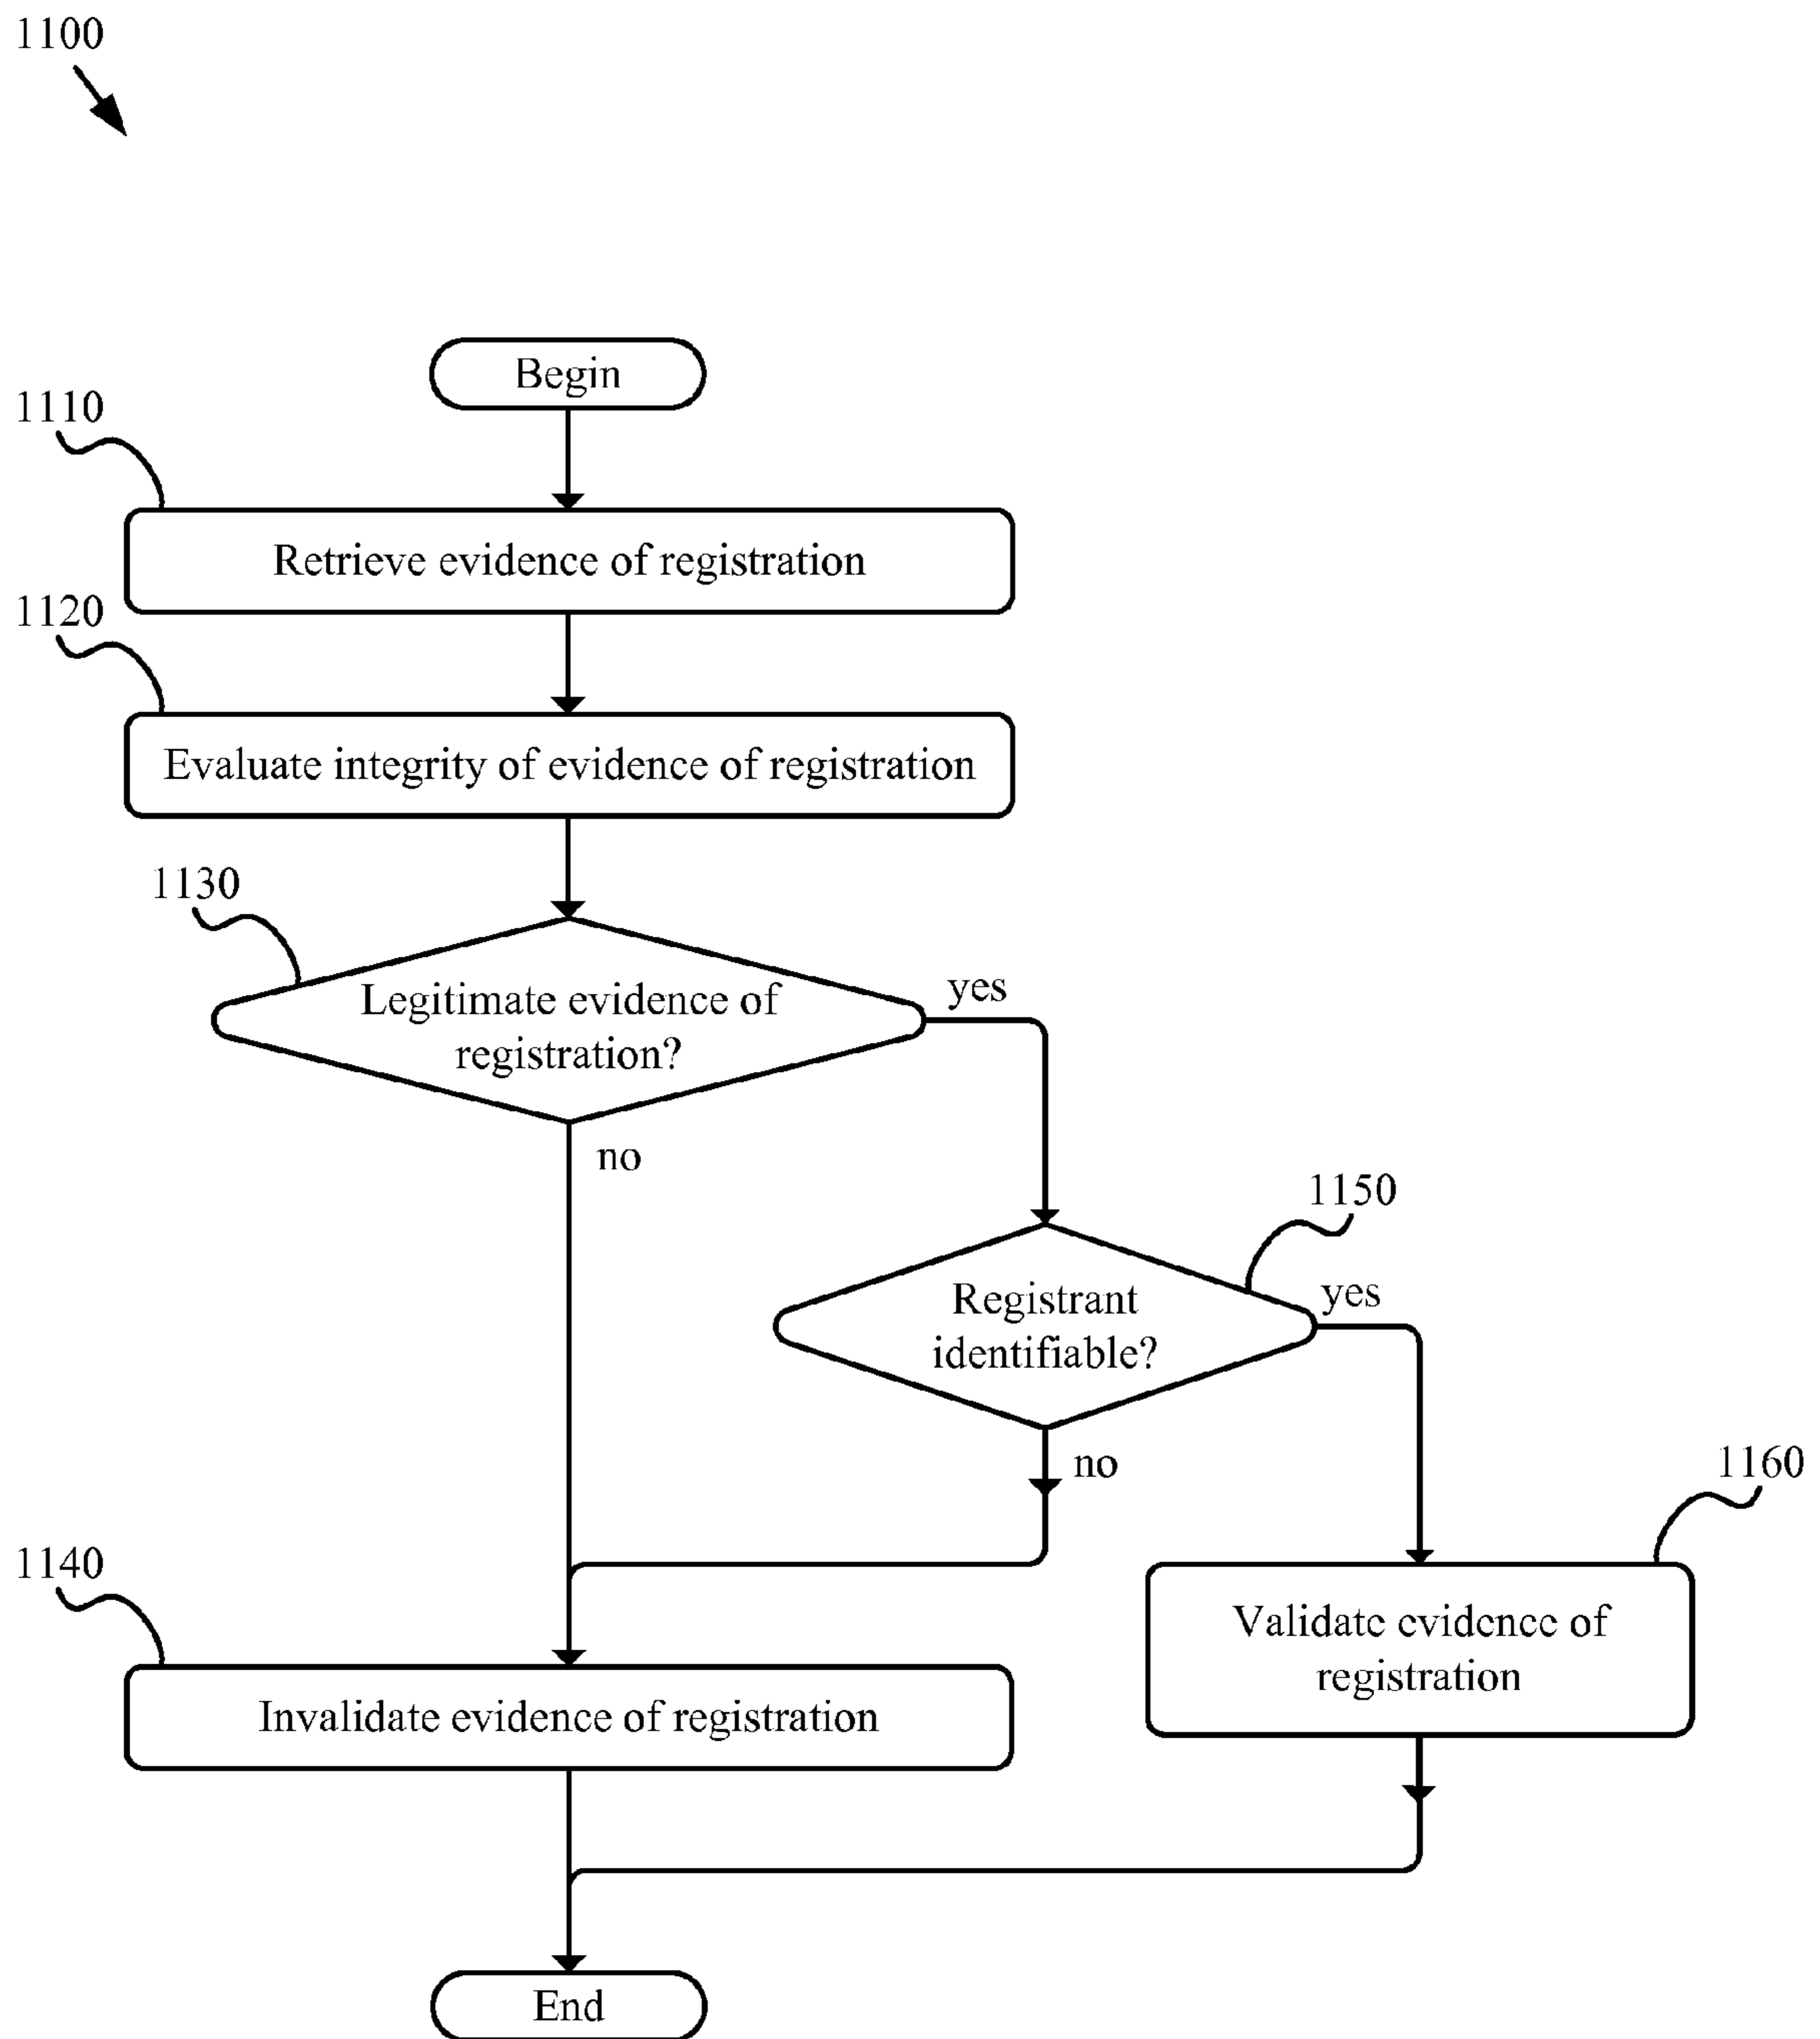 1100
Begin
1110
Retrieve evidence of registration
1120
Evaluate integrity of evidence of registration
1130
Legitimate evidence of
registration?
yes
no
1150
Registrant
identifiable?
yes
no
1160
Validate evidence of
registration
1140
Invalidate evidence of registration
End